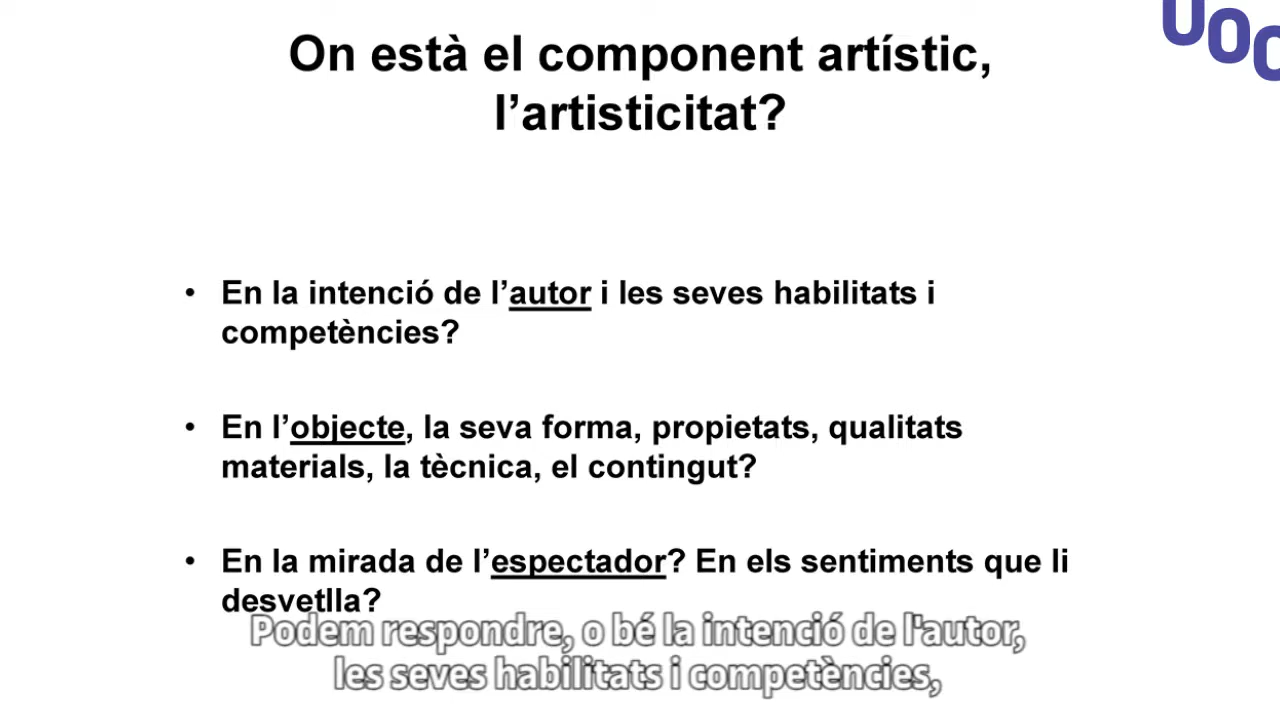 UOC
On està el component artístic,
l’artisticitat?
• En la intenció de l’autor i les seves habilitats i
competències?
• En l’objecte, la seva forma, propietats, qualitats
materials, la tècnica, el contingut?
• En la mirada de l’espectador? En els sentiments que li
desvetlla?
Podem respondre, o bé la intenció de l'autor,
les seves habilitats i competències,